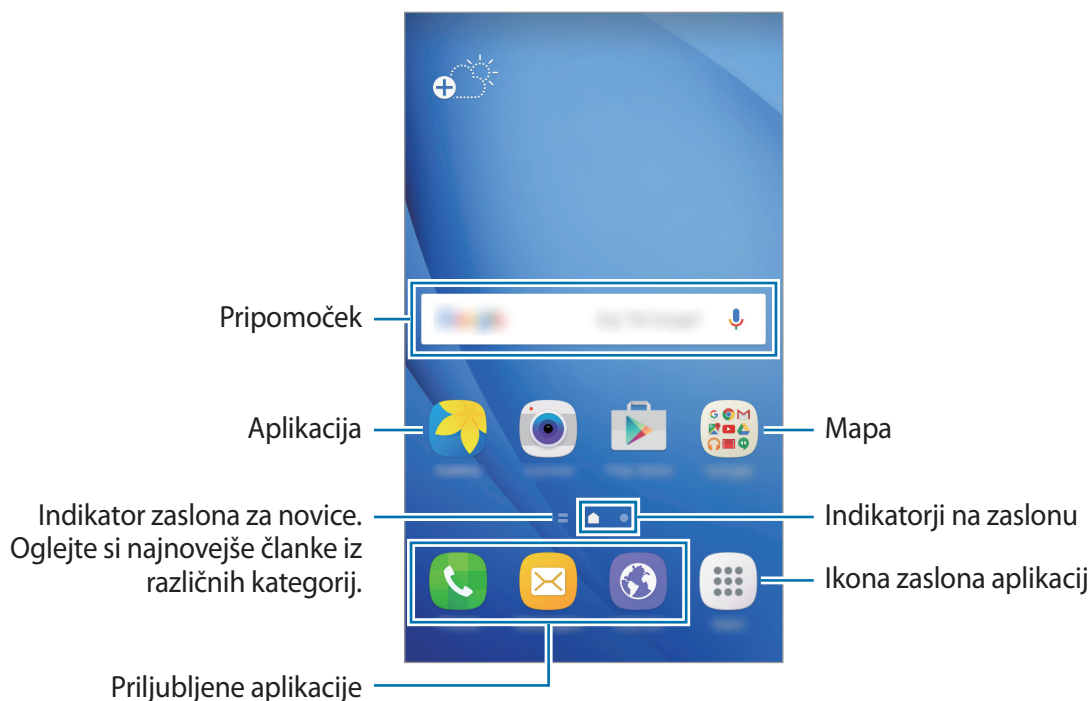 Pripomoček
Aplikacija
Mapa
Indikator zaslona za novice.
Oglejte si najnovejše članke iz
različnih kategorij.
Indikatorji na zaslonu
Ikona zaslona aplikacij
Priljubljene aplikacije